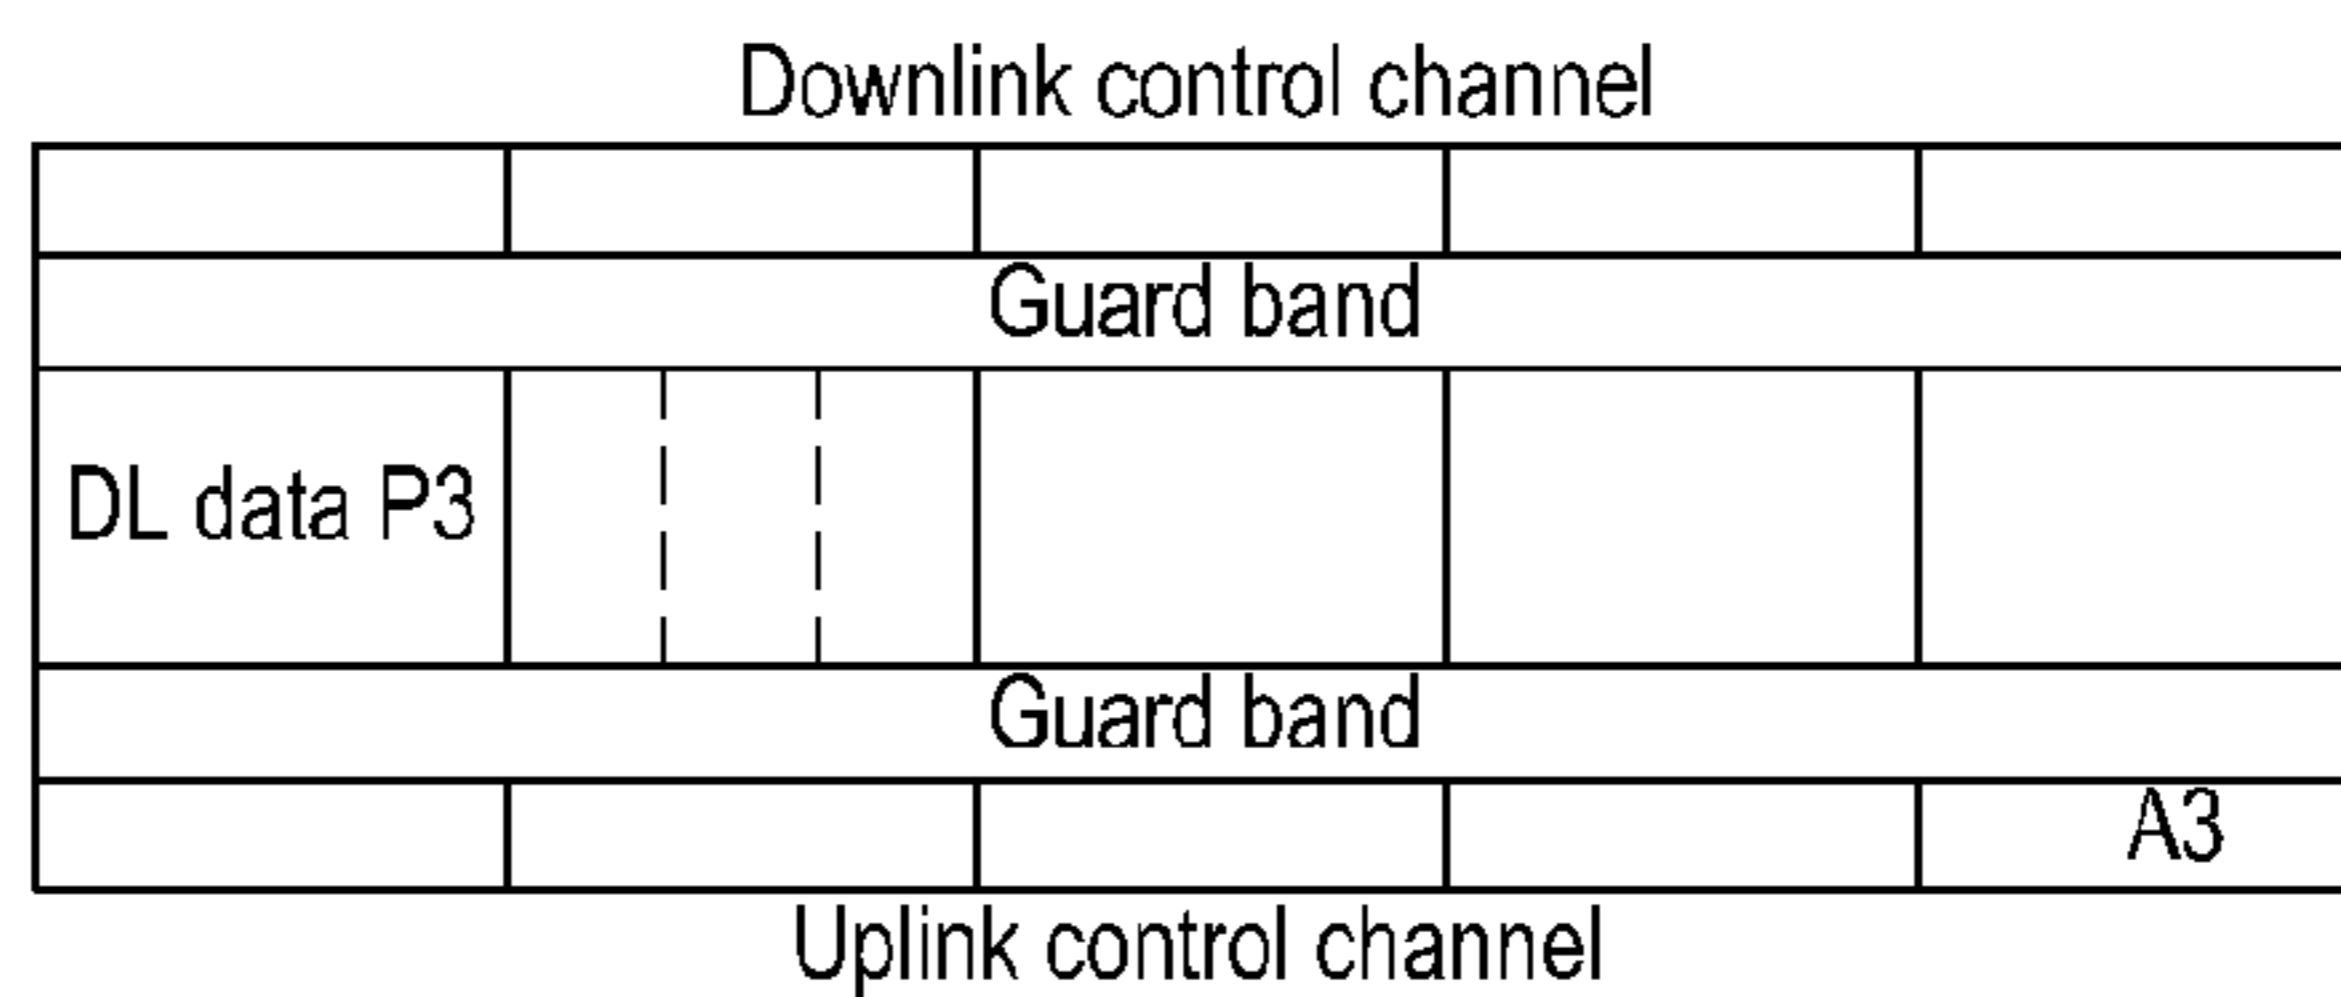 Downlink control channel
Guard band
DL data P3
Guard band
A3
Uplink control channel